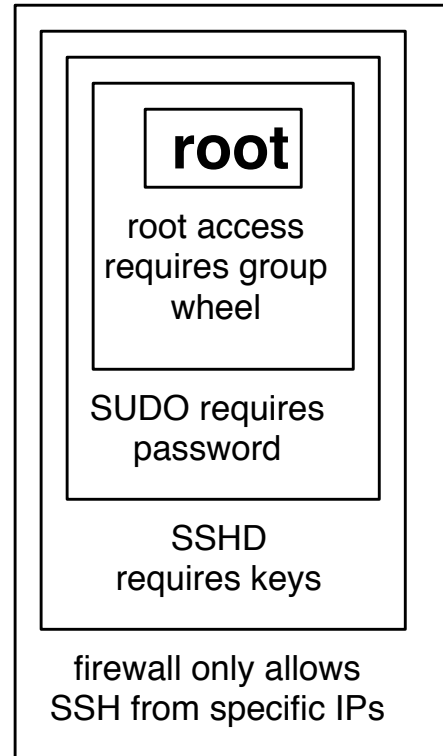 root
root access
requires group
wheel
SUDO requires
password
SSHD
requires keys
firewall only allows
SSH from specific IPs